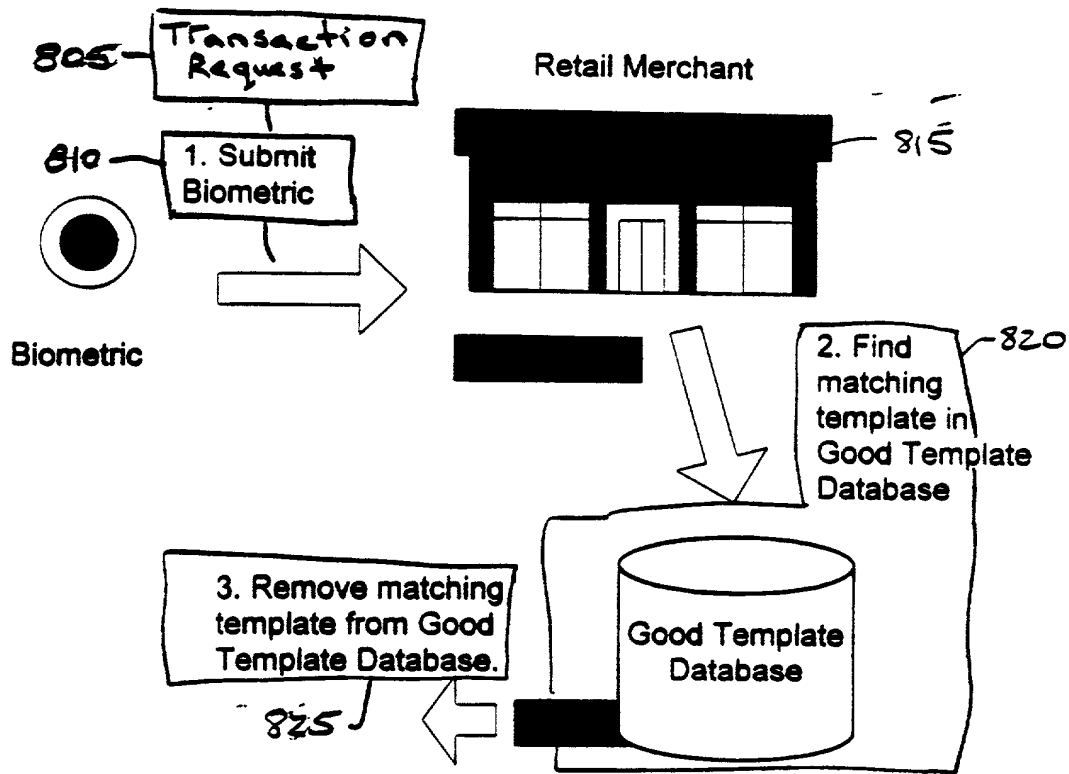 805
Transaction
Request
Retail Merchant
815
810
1. Submit
Biometric
Biometric
820
2. Find
matching
template in
Good Template
Database
3. Remove matching
template from Good
Template Database.
Good Template
Database
825